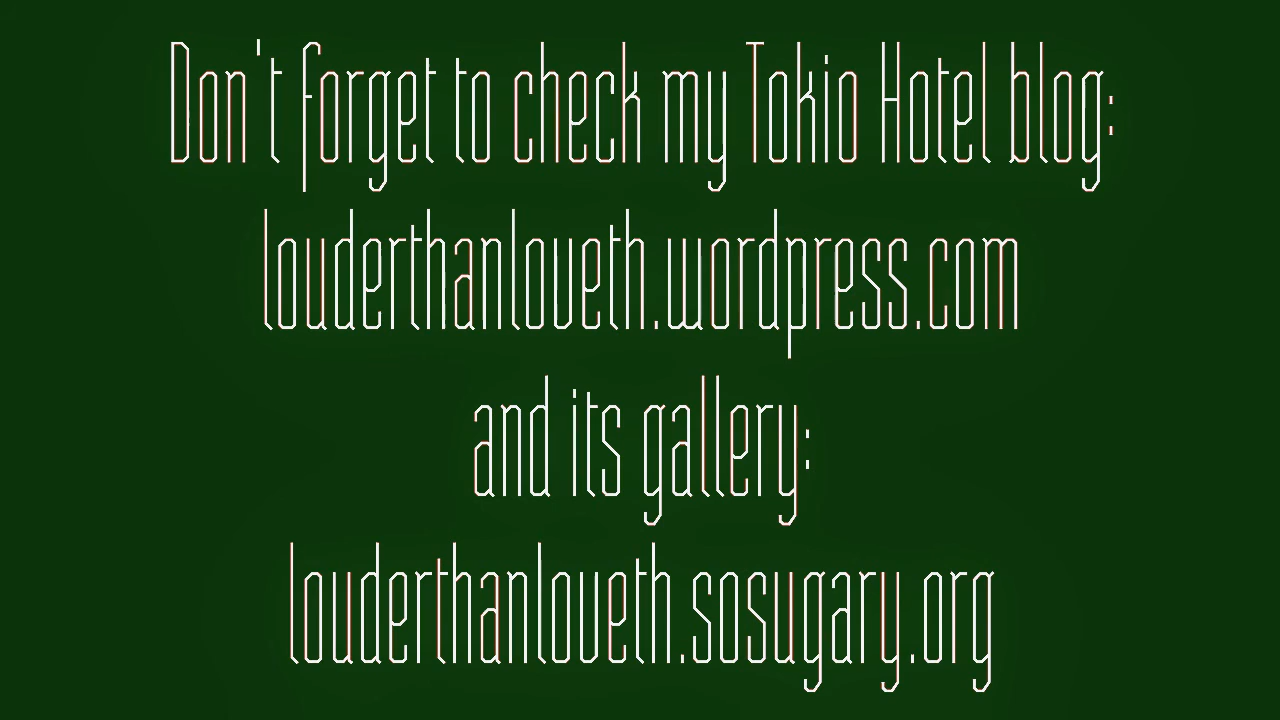 Don't forget to check my Tokio Hotel blog:
louderthanloveth.wordpress.com
and its gallery:
louderthanloveth.sosugary.org